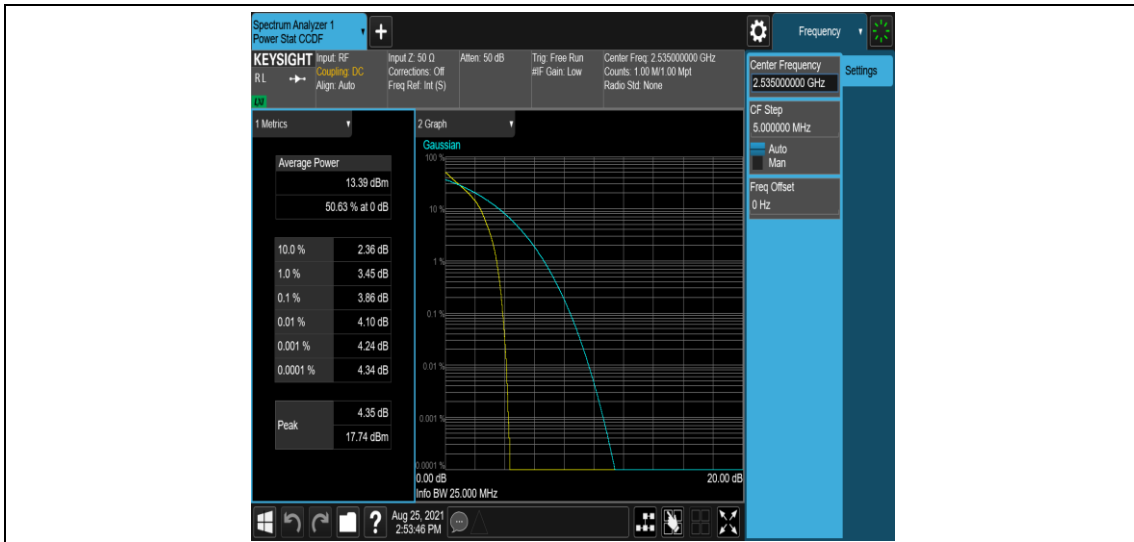 Spectrum Analyzer 1
Power Stat CCDF
+
Frequency
KEYSIGHT
RL
LXI
Input: RF
Coupling: DC
Align: Auto
Input Z: 50 Ω
Corrections: Off
Freq Ref: Int (S)
Atten: 50 dB
Trig: Free Run
#IF Gain: Low
Center Freq: 2.535000000 GHz
Counts: 1.00 M/1.00 Mpt
Radio Std: None
Center Frequency
2.535000000 GHz
Settings
CF Step
5.000000 MHz
Auto
Man
Freq Offset
0 Hz
1 Metrics
Average Power
13.39 dBm
50.63 % at 0 dB
10.0 % 2.36 dB
1.0 % 3.45 dB
0.1 % 3.86 dB
0.01 % 4.10 dB
0.001 % 4.24 dB
0.0001 % 4.34 dB
Peak
4.35 dB
17.74 dBm
2 Graph
Gaussian
100 %
10 %
1 %
0.1 %
0.01 %
0.001 %
0.0001 %
0.00 dB 20.00 dB
Info BW 25.000 MHz
?
Aug 25, 2021
2:53:46 PM